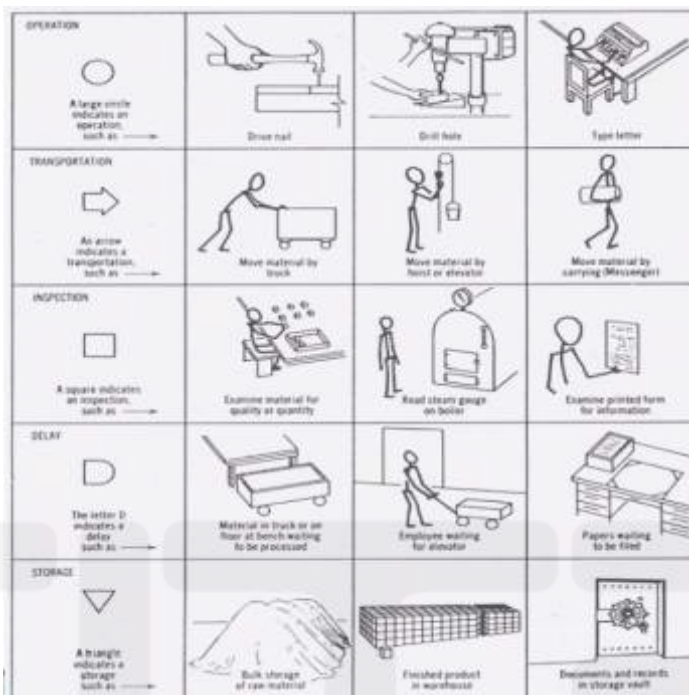 OPERATION
A large circle
indicates an
operation,
such as
Drive nail
Drill hole
Type letter
TRANSPORTATION
An arrow
indicates a
transportation,
such as
Move material by
truck
Move material by
hoist or elevator
Move material by
carrying (Messenger)
INSPECTION
A square indicates
an inspection,
such as
Examine material for
quality or quantity
Read steam gauge
on boiler
Examine printed form
for information
DELAY
The letter D
indicates a
delay
such as
Material in truck or on
floor at bench waiting
to be processed
Employee waiting
for elevator
Papers waiting
to be filed
STORAGE
A triangle
indicates a
storage
such as
Bulk storage
of raw material
Finished product
in warehouse
Documents and records
in storage vault